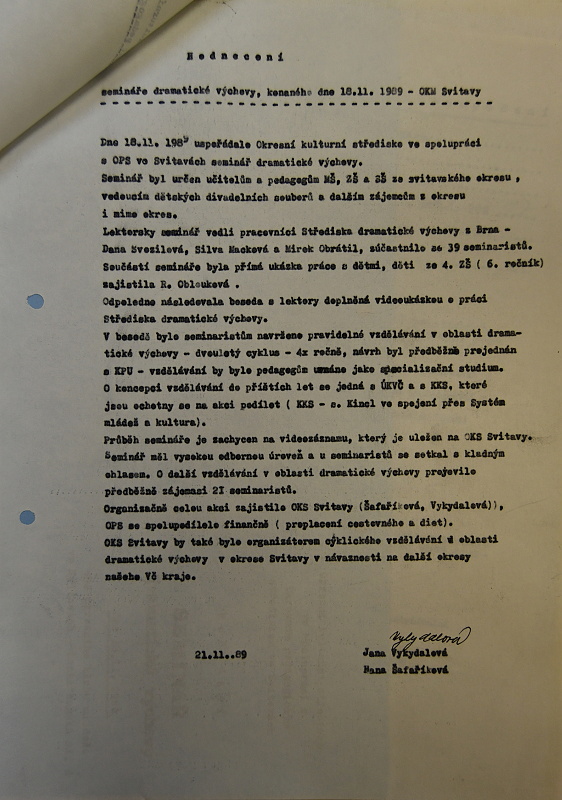 Hodnocení
semináře dramatické výchovy, konaného dne 18.11. 1989 - OKM Svitavy
Dne 18.11. 1989 uspořádalo Okresní kulturní středisko ve spolupráci
s OPS ve Svitavách seminář dramatické výchovy.
Seminář byl určen učitelům a pedagogům MŠ, ZŠ a SŠ ze svitavského okresu ,
vedoucím dětských divadelních souborů a dalším zájemcům z okresu
i mimo okres.
Lektorsky seminář vedli pracovníci Střediska dramatické výchovy z Brna -
Dana Svozilová, Silva Macková a Mirek Obrátil, zúčastnilo se 39 seminaristů.
Součástí semináře byla přímá ukázka práce s dětmi, děti ze 4. ZŠ ( 6. ročník)
zajistila R. Oblouková .
Odpoledne následovala beseda s lektory doplněná videoukázkou o práci
Střediska dramatické výchovy.
V besedě bylo seminaristům navrženo pravidelné vzdělávání v oblasti drama-
tické výchovy - dvouletý cyklus - 4x ročně, návrh byl předběžně projednán
s KPU - vzdělávání by bylo pedagogům uznáno jako specializační studium.
O koncepci vzdělávání do příštích let se jedná s ÚKVČ a s KKS, které
jsou ochotny se na akci podílet ( KKS - s. Kincl ve spojení přes Systém
mládež a kultura).
Průběh semináře je zachycen na videozáznamu, který je uložen na OKS Svitavy.
Seminář měl vysokou odbornou úroveň a u seminaristů se setkal s kladným
ohlasem. O další vzdělávání v oblasti dramatické výchovy projevilo
předběžně zájem 2I seminaristů.
Organizačně celou akci zajistilo OKS Svitavy (Šafaříková, Vykydalová),
OPS se spolupodílelo finančně ( proplacení cestovného a diet).
OKS Svitavy by také bylo organizátorem cyklického vzdělávání v oblasti
dramatické výchovy v okrese Svitavy v návaznosti na další okresy
našeho Vč kraje.
Vykydalová
21.11..89 Jana Vykydalová
Hana Šafaříková